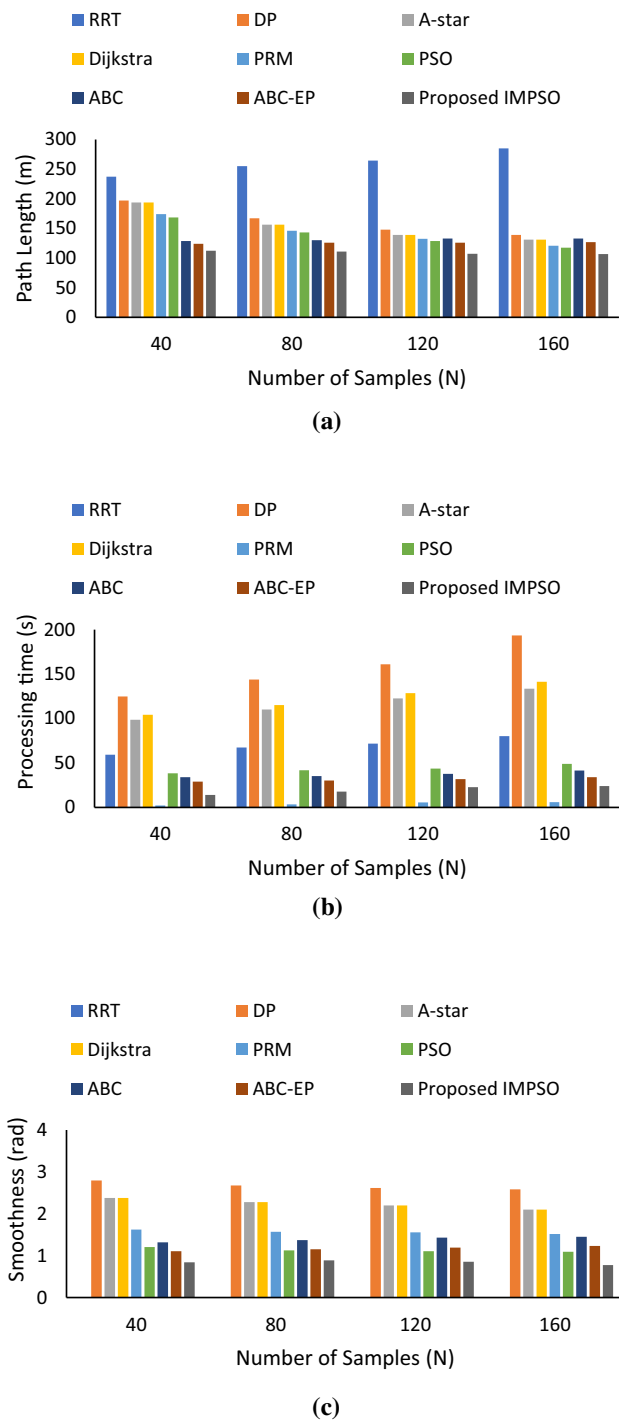 RRT DP A-star
Dijkstra PRM PSO
ABC ABC-EP Proposed IMPSO
300
250
200
150
100
50
0
Path Length (m)
40 80 120 160
Number of Samples (N)
(a)
RRT DP A-star
Dijkstra PRM PSO
ABC ABC-EP Proposed IMPSO
200
150
100
50
0
Processing time (s)
40 80 120 160
Number of Samples (N)
(b)
RRT DP A-star
Dijkstra PRM PSO
ABC ABC-EP Proposed IMPSO
4
3
2
1
0
Smoothness (rad)
40 80 120 160
Number of Samples (N)
(c)